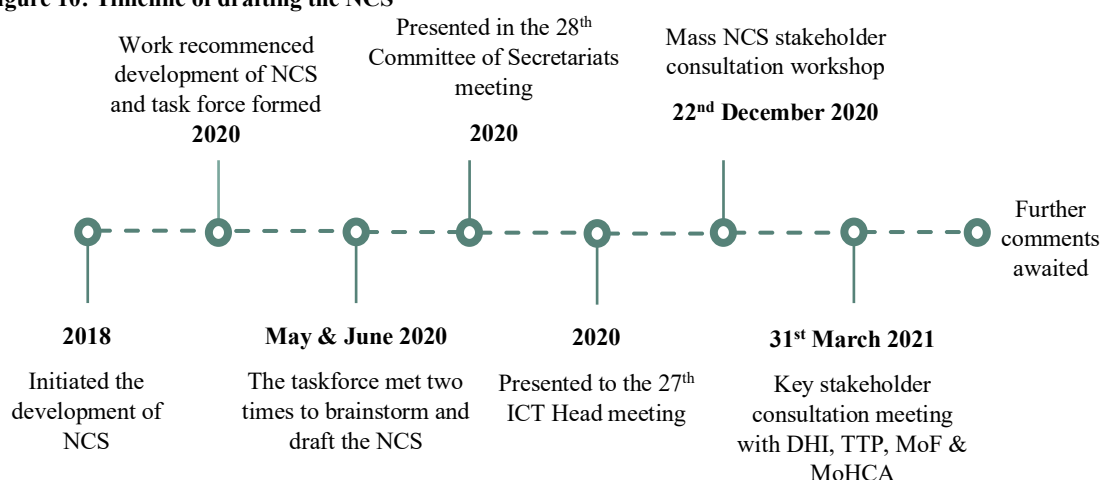 Figure 10: Timeline of drafting the NCS
Work recommenced
development of NCS
and task force formed
2020
Presented in the 28th
Committee of Secretariats
meeting
2020
Mass NCS stakeholder
consultation workshop
22nd December 2020
Further
comments
awaited
2018
Initiated the
development of
NCS
May & June 2020
The taskforce met two
times to brainstorm and
draft the NCS
2020
Presented to the 27th
ICT Head meeting
31st March 2021
Key stakeholder
consultation meeting
with DHI, TTP, MoF &
MoHCA